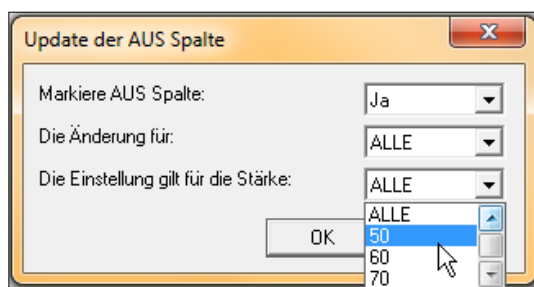 Update der AUS Spalte
Markiere AUS Spalte: Ja
Die Änderung für: ALLE
Die Einstellung gilt für die Stärke: ALLE
ALLE
OK 50
60
70